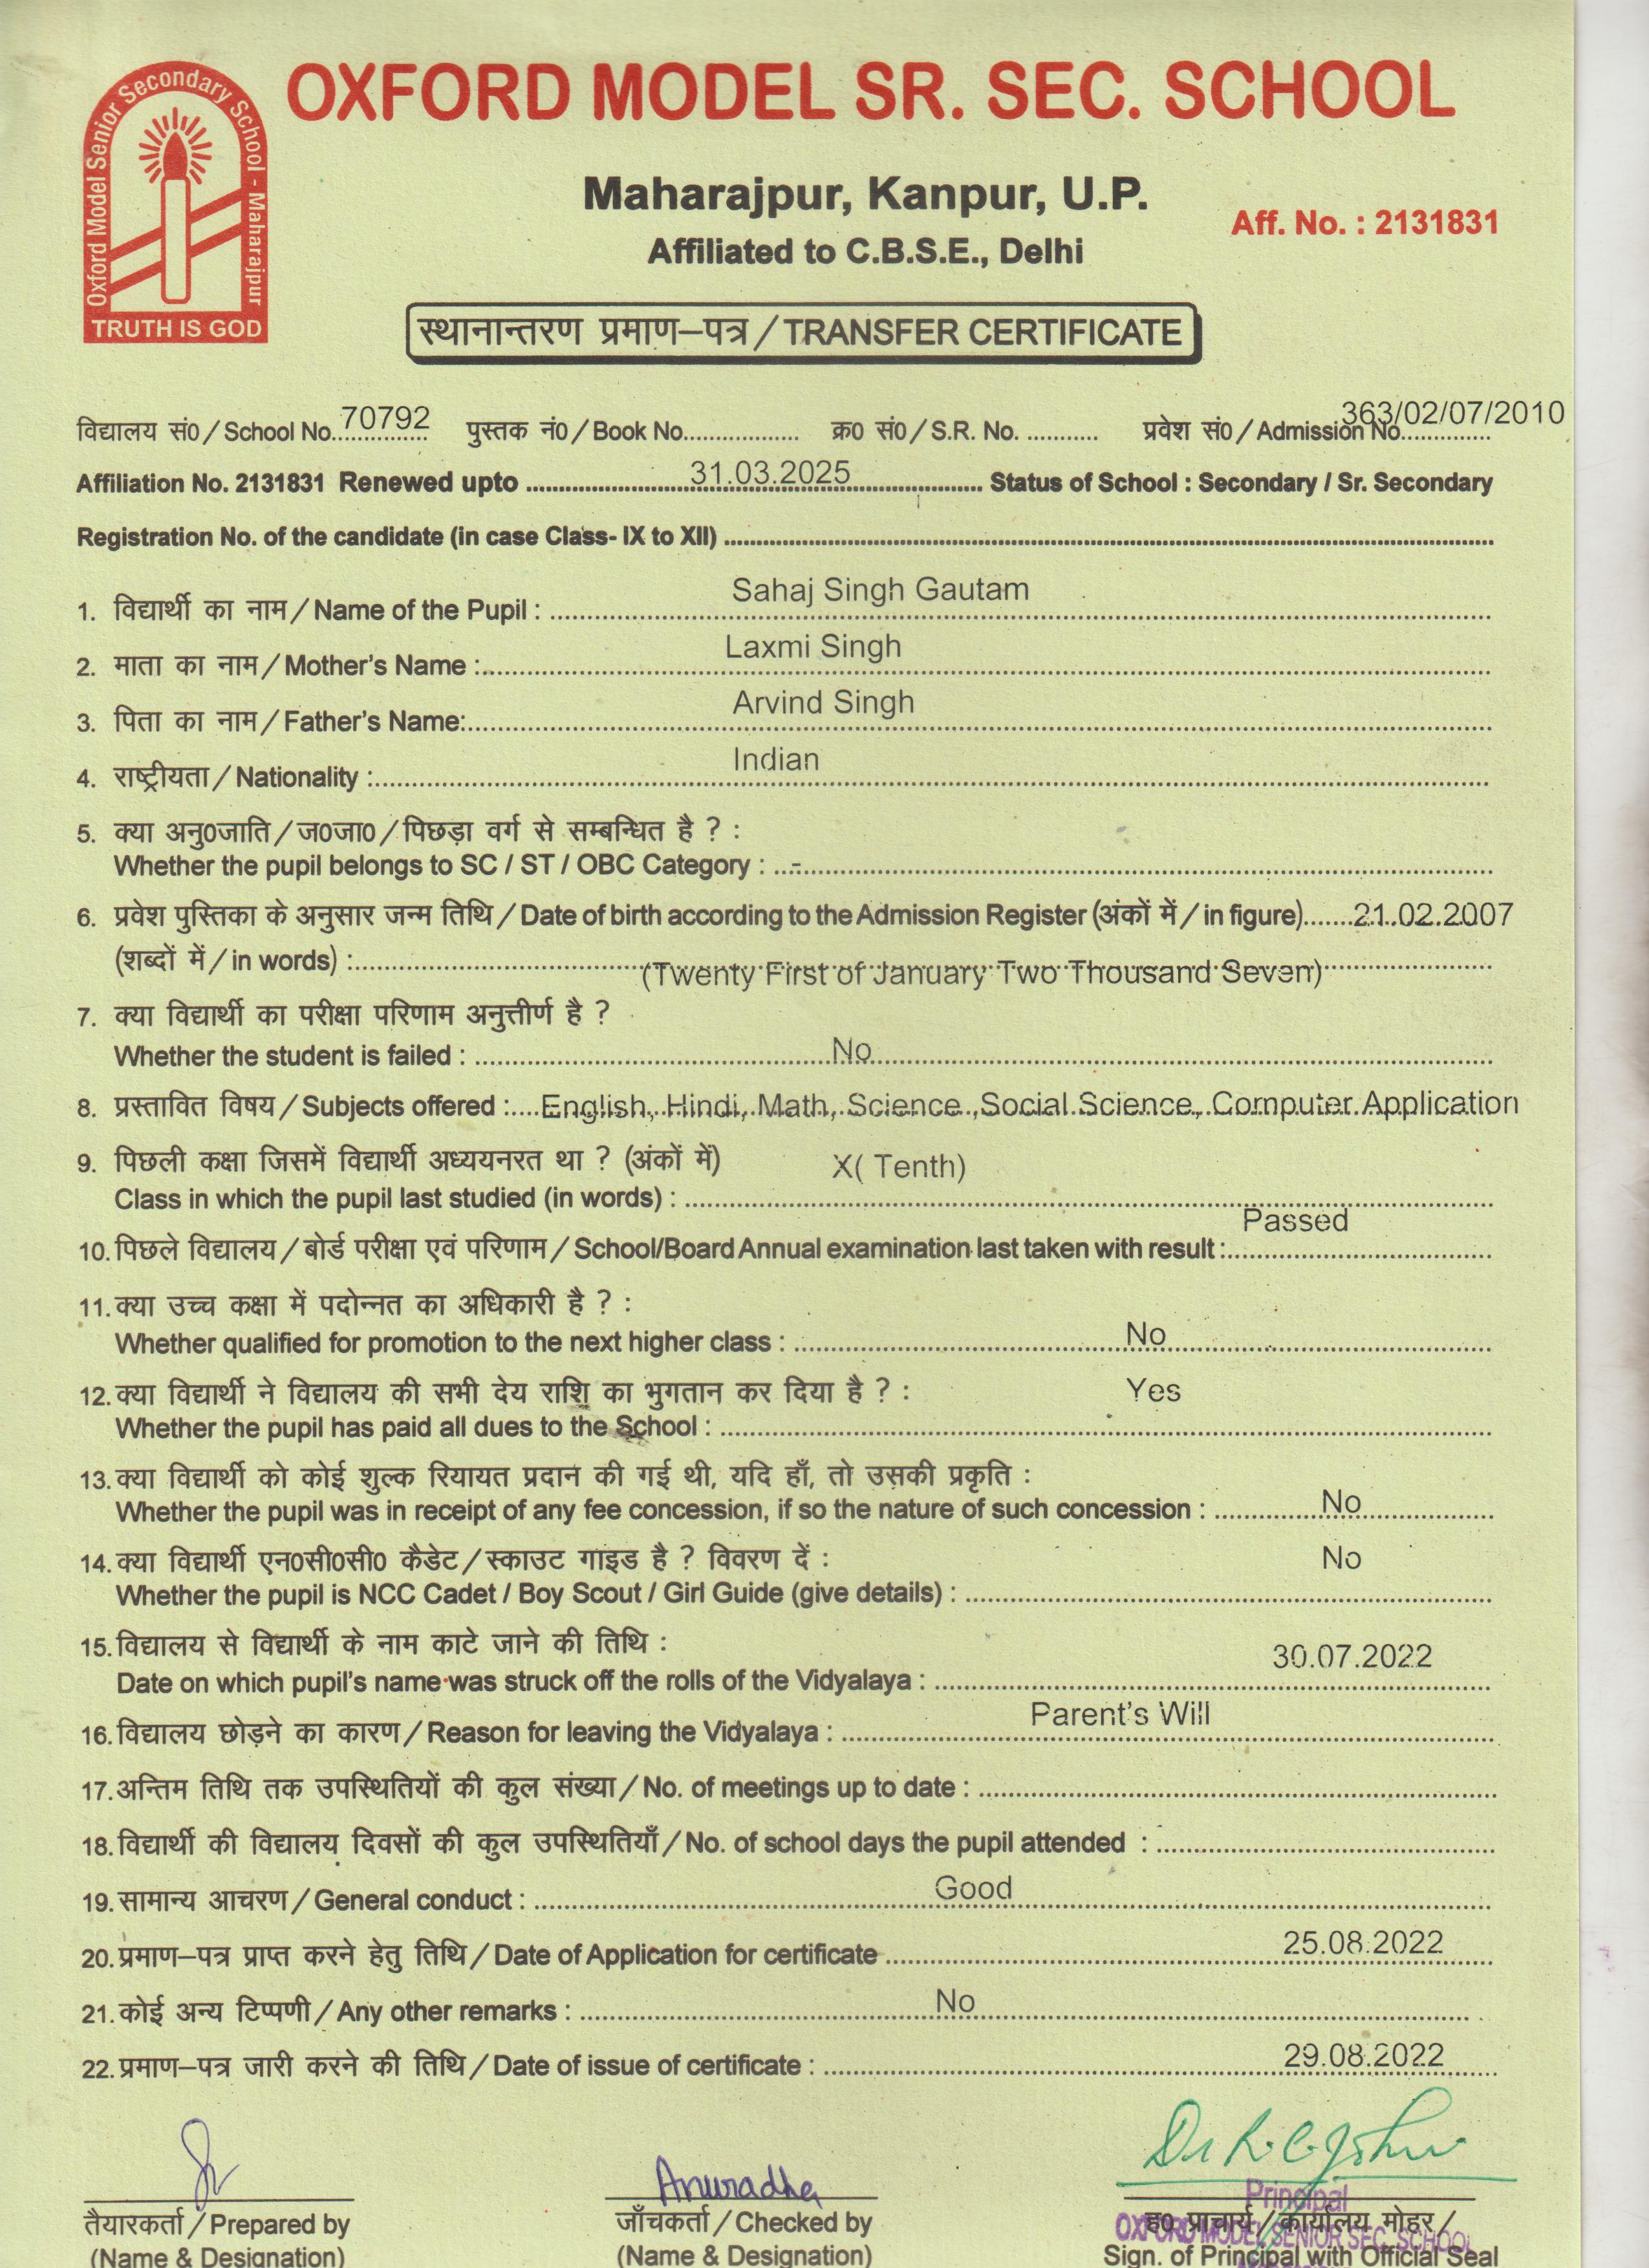 Oxford Model Senior Secondary School - Maharajpur
TRUTH IS GOD
OXFORD MODEL SR. SEC. SCHOOL
Maharajpur, Kanpur, U.P.
Aff. No. : 2131831
Affiliated to C.B.S.E., Delhi
स्थानान्तरण प्रमाण–पत्र / TRANSFER CERTIFICATE
विद्यालय सं0 / School No. 70792 पुस्तक नं0 / Book No. क्र0 सं0 / S.R. No. प्रवेश सं0 / Admission No. 363/02/07/2010
Affiliation No. 2131831 Renewed upto 31.03.2025 Status of School : Secondary / Sr. Secondary
Registration No. of the candidate (in case Class- IX to XII)
1. विद्यार्थी का नाम / Name of the Pupil : Sahaj Singh Gautam
2. माता का नाम / Mother's Name : Laxmi Singh
3. पिता का नाम / Father's Name: Arvind Singh
4. राष्ट्रीयता / Nationality : Indian
5. क्या अनु0जाति / ज0जा0 / पिछड़ा वर्ग से सम्बन्धित है ? :
Whether the pupil belongs to SC / ST / OBC Category : -
6. प्रवेश पुस्तिका के अनुसार जन्म तिथि / Date of birth according to the Admission Register (अंकों में / in figure) 21.02.2007
(शब्दों में / in words) : (Twenty First of January Two Thousand Seven)
7. क्या विद्यार्थी का परीक्षा परिणाम अनुत्तीर्ण है ?
Whether the student is failed : No
8. प्रस्तावित विषय / Subjects offered : English, Hindi, Math, Science ,Social Science, Computer Application
9. पिछली कक्षा जिसमें विद्यार्थी अध्ययनरत था ? (अंकों में) X( Tenth)
Class in which the pupil last studied (in words) :
10. पिछले विद्यालय / बोर्ड परीक्षा एवं परिणाम / School/Board Annual examination last taken with result : Passed
11. क्या उच्च कक्षा में पदोन्नत का अधिकारी है ? :
Whether qualified for promotion to the next higher class : No
12. क्या विद्यार्थी ने विद्यालय की सभी देय राशि का भुगतान कर दिया है ? : Yes
Whether the pupil has paid all dues to the School :
13. क्या विद्यार्थी को कोई शुल्क रियायत प्रदान की गई थी, यदि हाँ, तो उसकी प्रकृति :
Whether the pupil was in receipt of any fee concession, if so the nature of such concession : No
14. क्या विद्यार्थी एन0सी0सी0 कैडेट / स्काउट गाइड है ? विवरण दें : No
Whether the pupil is NCC Cadet / Boy Scout / Girl Guide (give details) :
15. विद्यालय से विद्यार्थी के नाम काटे जाने की तिथि :
Date on which pupil's name was struck off the rolls of the Vidyalaya : 30.07.2022
16. विद्यालय छोड़ने का कारण / Reason for leaving the Vidyalaya : Parent's Will
17. अन्तिम तिथि तक उपस्थितियों की कुल संख्या / No. of meetings up to date :
18. विद्यार्थी की विद्यालय दिवसों की कुल उपस्थितियाँ / No. of school days the pupil attended :
19. सामान्य आचरण / General conduct : Good
20. प्रमाण–पत्र प्राप्त करने हेतु तिथि / Date of Application for certificate 25.08.2022
21. कोई अन्य टिप्पणी / Any other remarks : No
22. प्रमाण–पत्र जारी करने की तिथि / Date of issue of certificate : 29.08.2022
Anuradha
Principal
तैयारकर्ता / Prepared by जाँचकर्ता / Checked by ह0 प्राचार्य / कार्यालय मोहर /
OXFORD MODEL SENIOR SEC. SCHOOL
(Name & Designation) (Name & Designation) Sign. of Principal with Official Seal